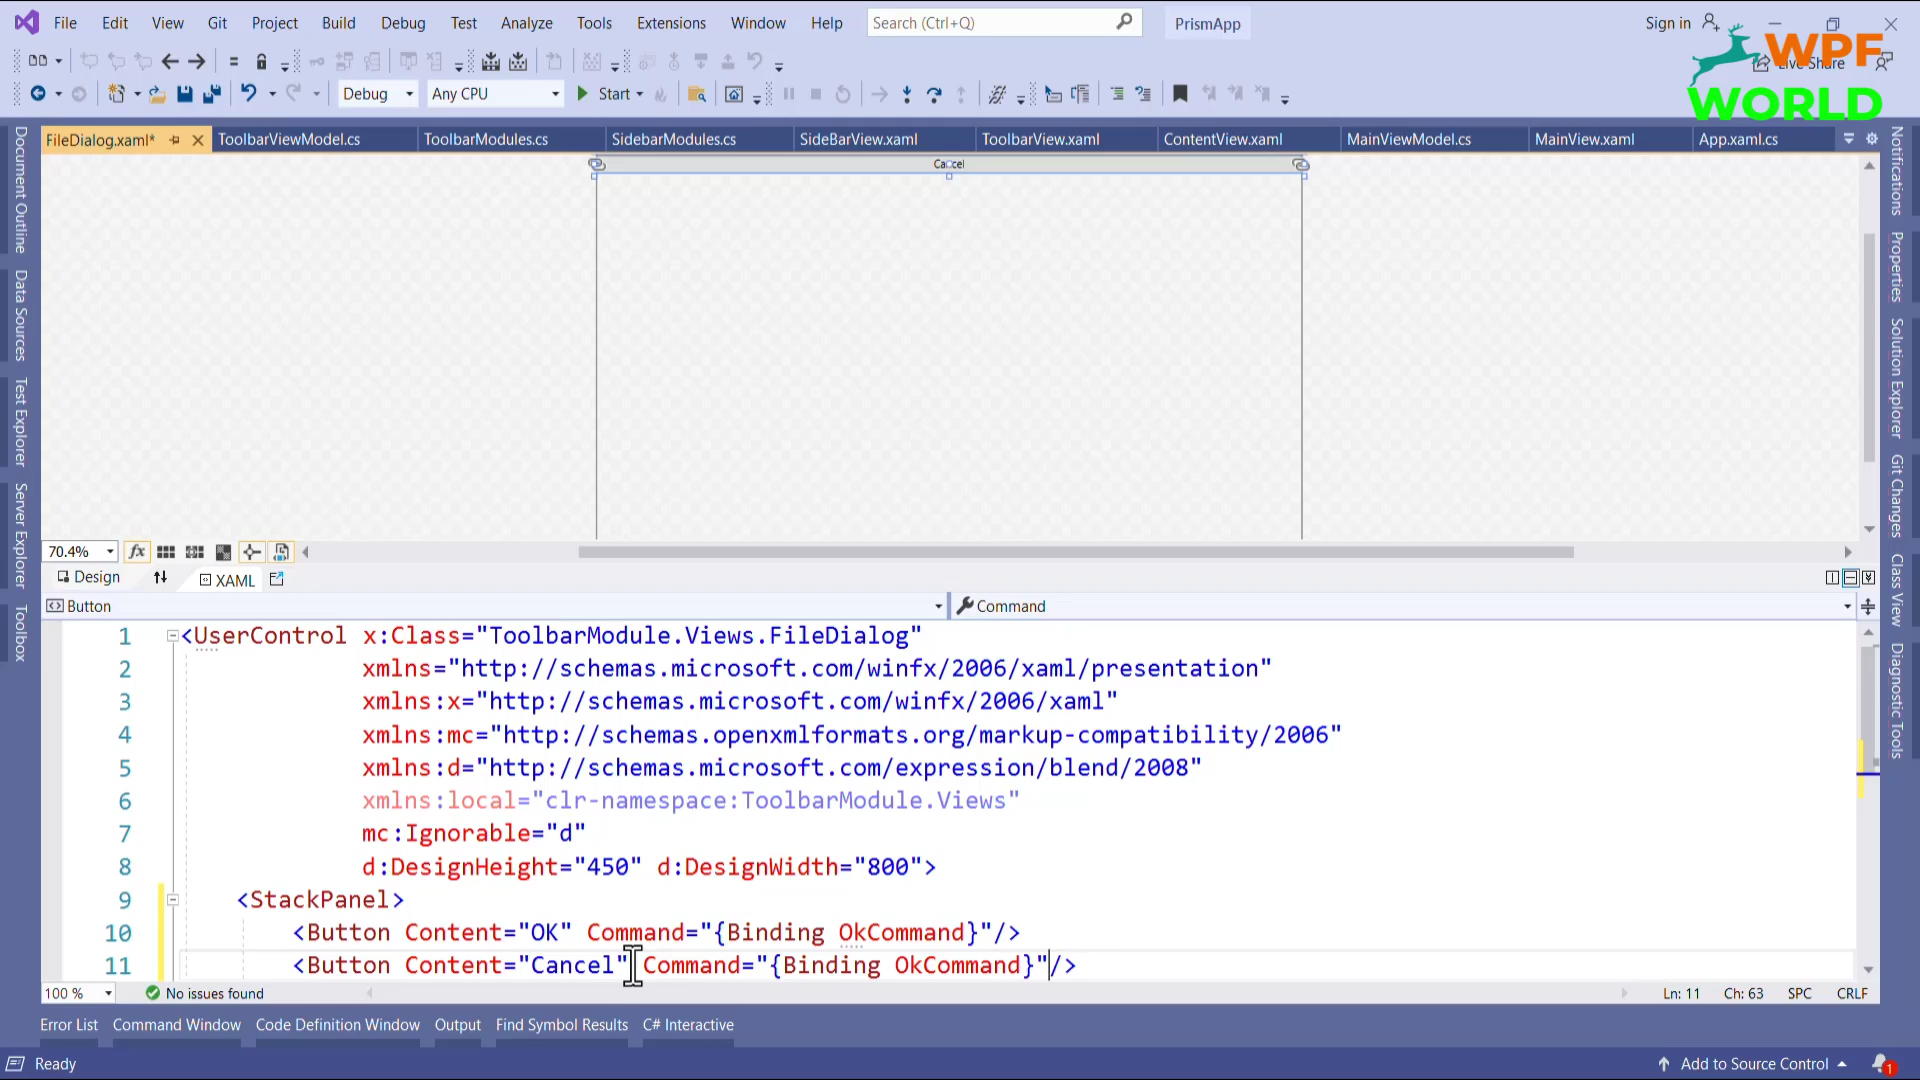 File Edit View Git Project Build Debug Test Analyze Tools Extensions Window Help Search (Ctrl+Q) PrismApp Sign in
WPF
Live Share
WORLD
Debug Any CPU Start
FileDialog.xaml* ToolbarViewModel.cs ToolbarModules.cs SidebarModules.cs SideBarView.xaml ToolbarView.xaml ContentView.xaml MainViewModel.cs MainView.xaml App.xaml.cs
Document Outline
Data Sources
Test Explorer
Server Explorer
Toolbox
Cancel
Notifications
Properties
Solution Explorer
Git Changes
Class View
Diagnostic Tools
70.4% fx
Design XAML
Button Command
1 <UserControl x:Class="ToolbarModule.Views.FileDialog"
2 xmlns="http://schemas.microsoft.com/winfx/2006/xaml/presentation"
3 xmlns:x="http://schemas.microsoft.com/winfx/2006/xaml"
4 xmlns:mc="http://schemas.openxmlformats.org/markup-compatibility/2006"
5 xmlns:d="http://schemas.microsoft.com/expression/blend/2008"
6 xmlns:local="clr-namespace:ToolbarModule.Views"
7 mc:Ignorable="d"
8 d:DesignHeight="450" d:DesignWidth="800">
9 <StackPanel>
10 <Button Content="OK" Command="{Binding OkCommand}"/>
11 <Button Content="Cancel" Command="{Binding OkCommand}"/>
100 % No issues found Ln: 11 Ch: 63 SPC CRLF
Error List Command Window Code Definition Window Output Find Symbol Results C# Interactive
Ready Add to Source Control 1